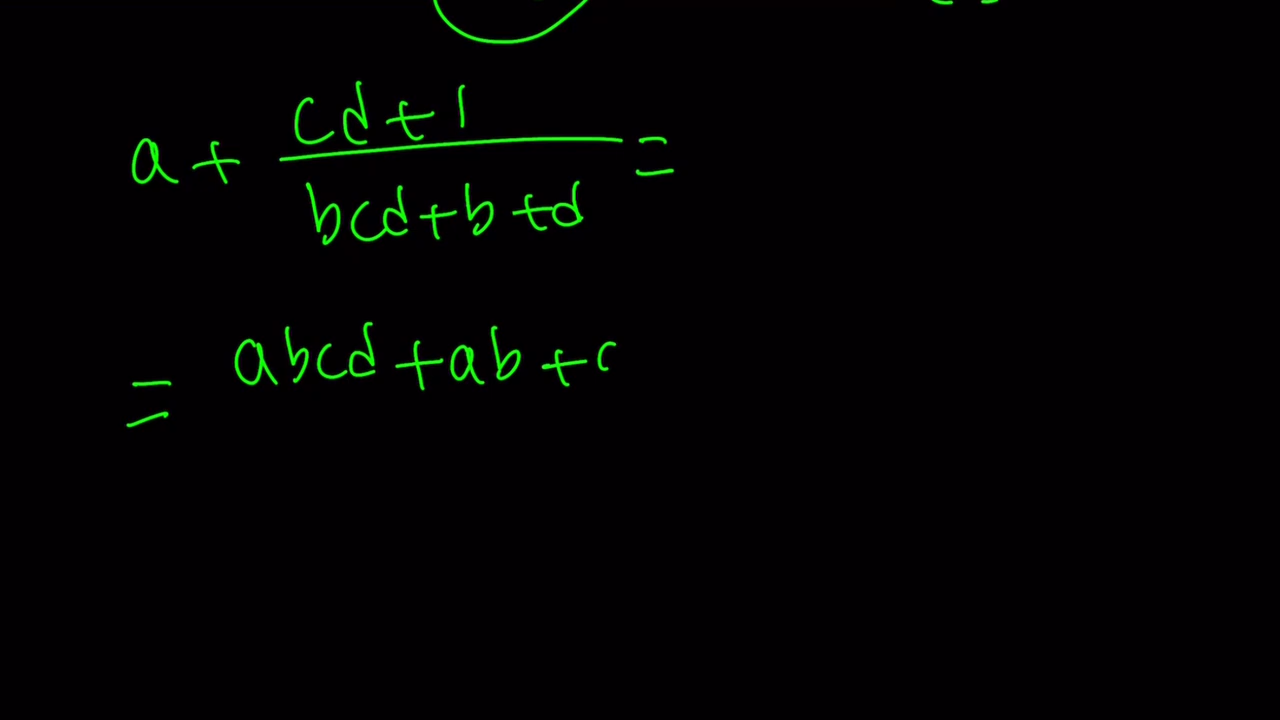 a + cd+1 =
bcd+b+d
= abcd+ab+c